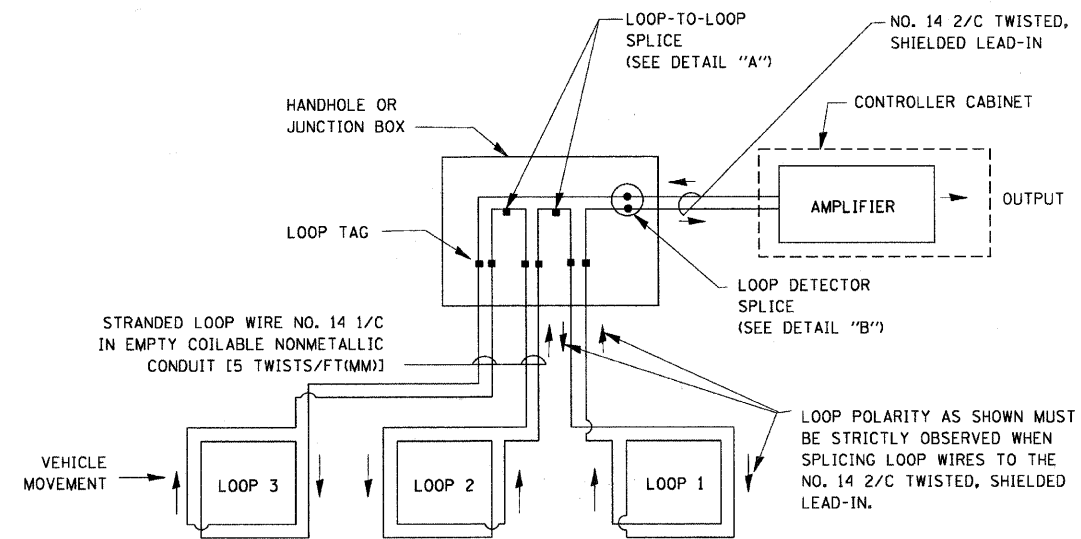 LOOP-TO-LOOP
SPLICE
(SEE DETAIL "A")
NO. 14 2/C TWISTED,
SHIELDED LEAD-IN
HANDHOLE OR
JUNCTION BOX
CONTROLLER CABINET
AMPLIFIER
OUTPUT
LOOP TAG
LOOP DETECTOR
SPLICE
(SEE DETAIL "B")
STRANDED LOOP WIRE NO. 14 1/C
IN EMPTY COILABLE NONMETALLIC
CONDUIT [5 TWISTS/FT(MM)]
LOOP POLARITY AS SHOWN MUST
BE STRICTLY OBSERVED WHEN
SPLICING LOOP WIRES TO THE
NO. 14 2/C TWISTED, SHIELDED
LEAD-IN.
VEHICLE
MOVEMENT
LOOP 3
LOOP 2
LOOP 1